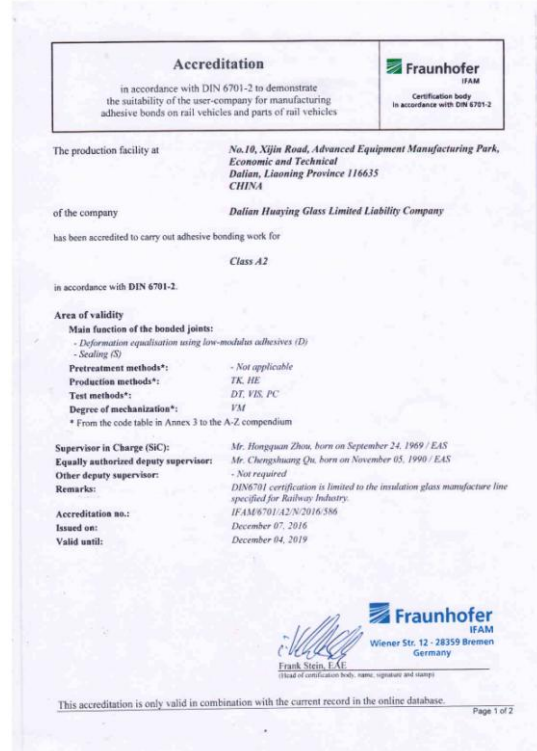 Accreditation
in accordance with DIN 6701-2 to demonstrate
the suitability of the user-company for manufacturing
adhesive bonds on rail vehicles and parts of rail vehicles
Fraunhofer
IFAM
Certification body
in accordance with DIN 6701-2
The production facility at No.10, Xijin Road, Advanced Equipment Manufacturing Park,
Economic and Technical
Dalian, Liaoning Province 116635
CHINA
of the company Dalian Huaying Glass Limited Liability Company
has been accredited to carry out adhesive bonding work for
Class A2
in accordance with DIN 6701-2.
Area of validity
Main function of the bonded joints:
- Deformation equalisation using low-modulus adhesives (D)
- Sealing (S)
Pretreatment methods*: - Not applicable
Production methods*: TK, HE
Test methods*: DT, VIS, PC
Degree of mechanization*: VM
* From the code table in Annex 3 to the A-Z compendium
Supervisor in Charge (SiC): Mr. Hongquan Zhou, born on September 24, 1969 / EAS
Equally authorized deputy supervisor: Mr. Chengshuang Qu, born on November 05, 1990 / EAS
Other deputy supervisor: - Not required
Remarks: DIN6701 certification is limited to the insulation glass manufacture line
specified for Railway Industry.
Accreditation no.: IFAM/6701/A2/N/2016/586
Issued on: December 07, 2016
Valid until: December 04, 2019
Fraunhofer
IFAM
Wiener Str. 12 - 28359 Bremen
Germany
Frank Stein, EAE
(Head of certification body, name, signature and stamp)
This accreditation is only valid in combination with the current record in the online database.
Page 1 of 2